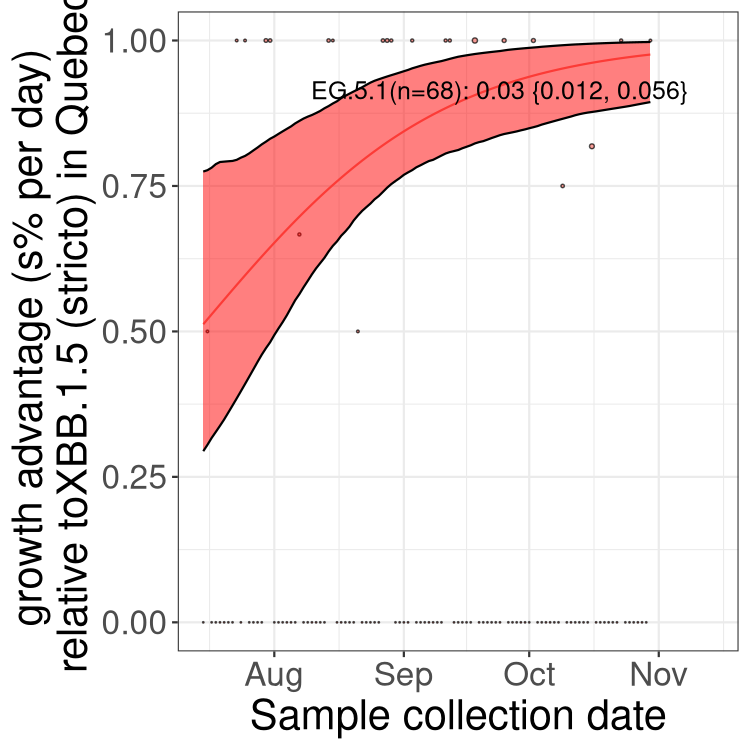 growth advantage (s% per day)
relative toXBB.1.5 (stricto) in Quebec
1.00
0.75
0.50
0.25
0.00
EG.5.1(n=68): 0.03 {0.012, 0.056}
Aug Sep Oct Nov
Sample collection date